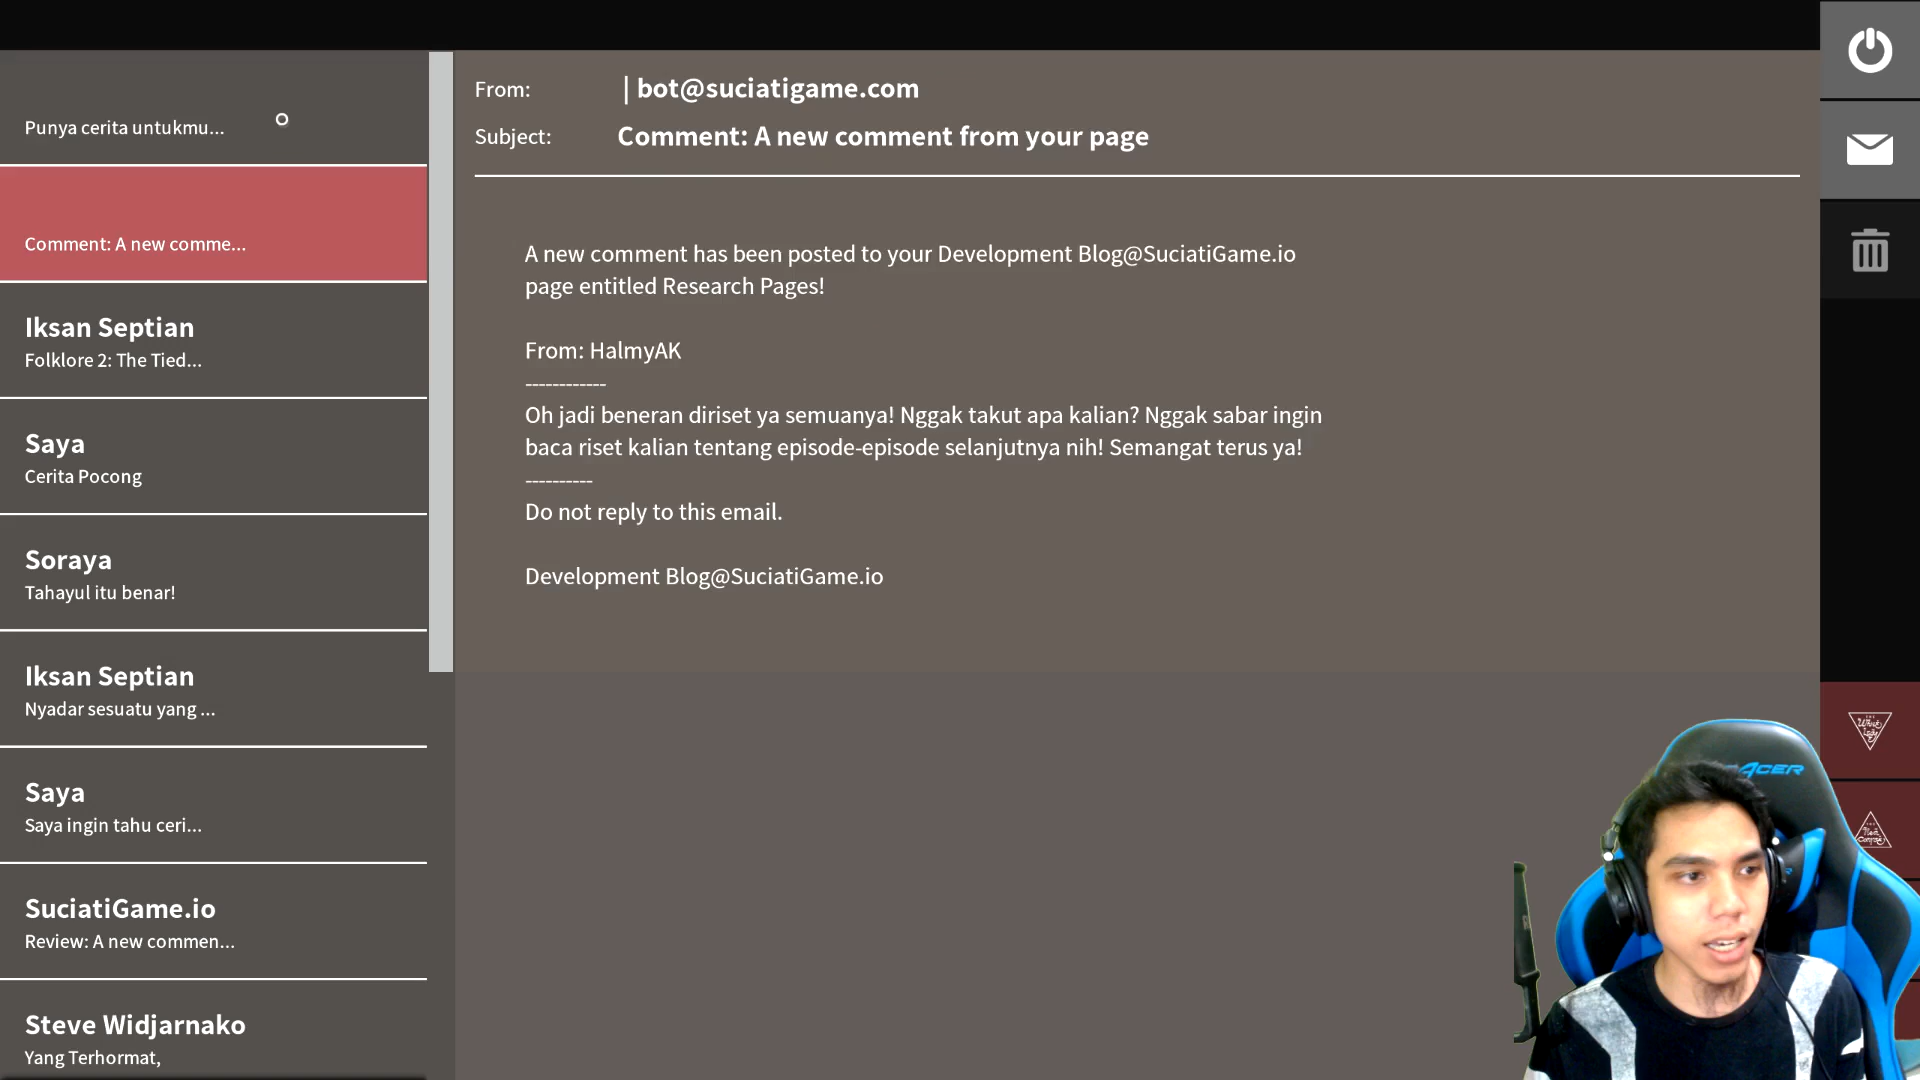 Punya cerita untukmu...
Comment: A new comme...
Iksan Septian
Folklore 2: The Tied...
Saya
Cerita Pocong
Soraya
Tahayul itu benar!
Iksan Septian
Nyadar sesuatu yang ...
Saya
Saya ingin tahu ceri...
SuciatiGame.io
Review: A new commen...
Steve Widjarnako
Yang Terhormat,
From: | bot@suciatigame.com
Subject: Comment: A new comment from your page
A new comment has been posted to your Development Blog@SuciatiGame.io
page entitled Research Pages!
From: HalmyAK
------------
Oh jadi beneran diriset ya semuanya! Nggak takut apa kalian? Nggak sabar ingin
baca riset kalian tentang episode-episode selanjutnya nih! Semangat terus ya!
----------
Do not reply to this email.
Development Blog@SuciatiGame.io
ACER